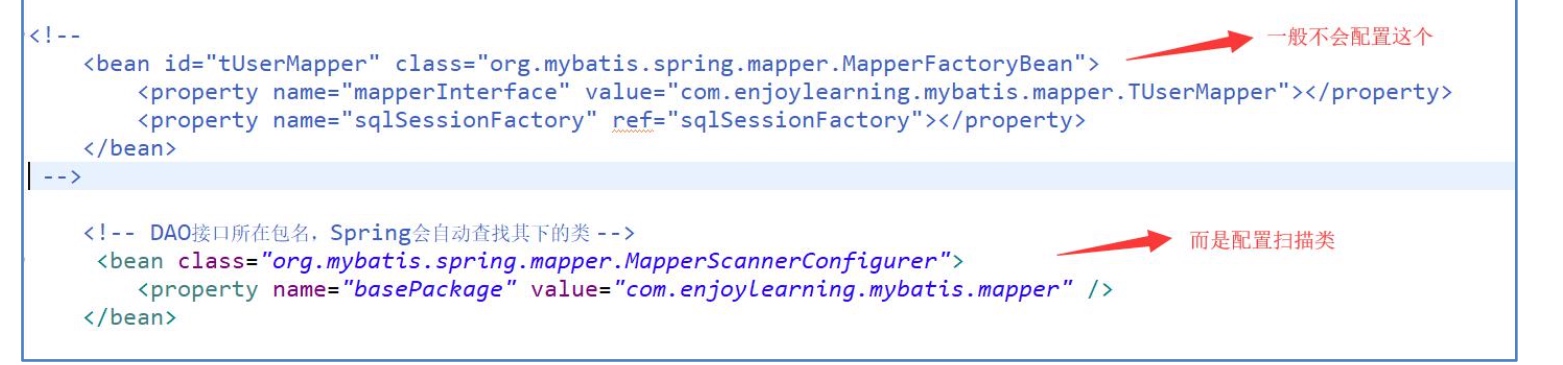 <!--
一般不会配置这个
<bean id="tUserMapper" class="org.mybatis.spring.mapper.MapperFactoryBean">
<property name="mapperInterface" value="com.enjoylearning.mybatis.mapper.TUserMapper"></property>
<property name="sqlSessionFactory" ref="sqlSessionFactory"></property>
</bean>
-->
<!-- DAO接口所在包名，Spring会自动查找其下的类 -->
而是配置扫描类
<bean class="org.mybatis.spring.mapper.MapperScannerConfigurer">
<property name="basePackage" value="com.enjoylearning.mybatis.mapper" />
</bean>